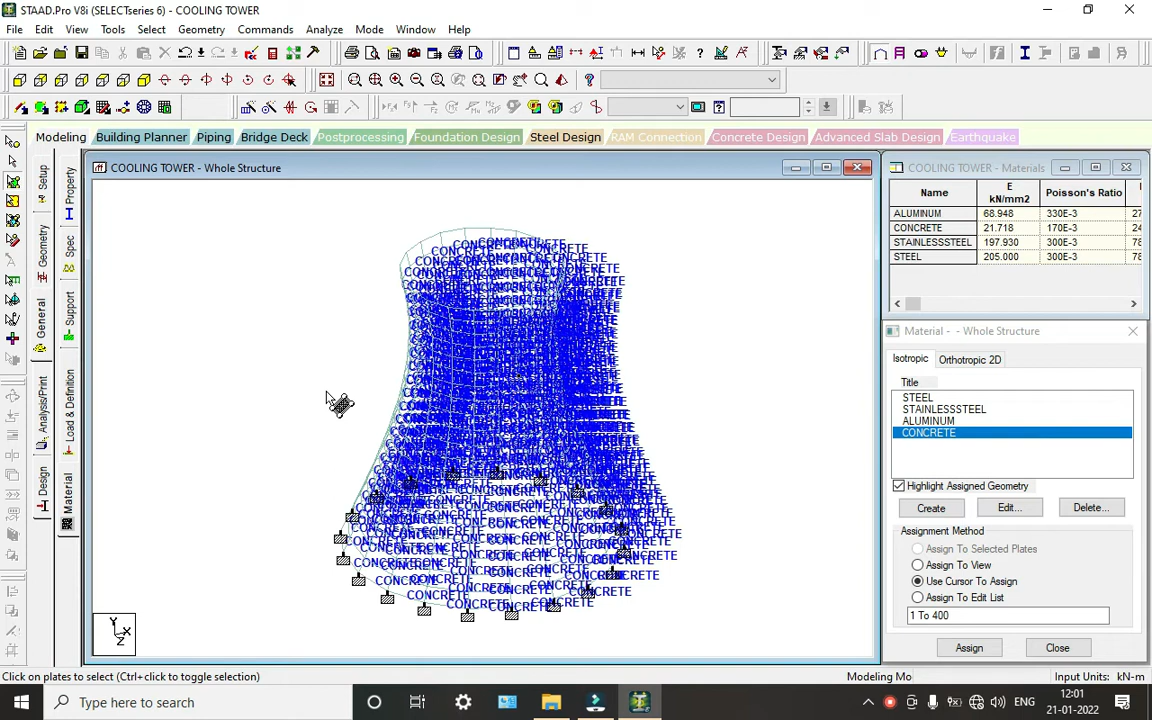 STAAD.Pro V8i (SELECTseries 6) - COOLING TOWER
File Edit View Tools Select Geometry Commands Analyze Mode Window Help
Modeling Building Planner Piping Bridge Deck Postprocessing Foundation Design Steel Design RAM Connection Concrete Design Advanced Slab Design Earthquake
COOLING TOWER - Whole Structure
Setup
Geometry
General
Analysis/Print
Design
Property
Spec
Support
Load & Definition
Material
CONCRETE
Y
X
Z
COOLING TOWER - Materials
Name E kN/mm2 Poisson's Ratio
ALUMINUM 68.948 330E-3 27
CONCRETE 21.718 170E-3 24
STAINLESSSTEEL 197.930 300E-3 78
STEEL 205.000 300E-3 78
Material - - Whole Structure
Isotropic Orthotropic 2D
Title
STEEL
STAINLESSSTEEL
ALUMINUM
CONCRETE
Highlight Assigned Geometry
Create Edit... Delete...
Assignment Method
Assign To Selected Plates
Assign To View
Use Cursor To Assign
Assign To Edit List
1 To 400
Assign Close
Click on plates to select (Ctrl+click to toggle selection) Modeling Mo Input Units: kN-m
Type here to search
ENG
12:01
21-01-2022